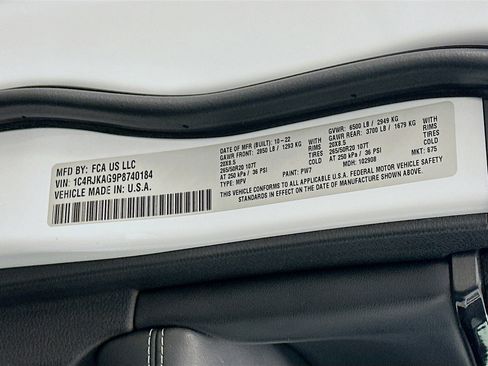 MFD BY: FCA US LLC
VIN: 1C4RJKAG9P8740184
VEHICLE MADE IN: U.S.A.
DATE OF MFR (BUILT): 10-22 GVW: 6500 LB / 2949 KG
GAWR FRONT: 2850 LB / 1293 KG WITH GAWR REAR: 3700 LB / 1679 KG WITH
20X8.5 RIMS 20X8.5 RIMS
265/50R20 107T TIRES 265/50R20 107T TIRES
AT 250 kPa / 36 PSI COLD AT 250 kPa / 36 PSI COLD
TYPE: MPV PAINT: PW7 MDH: 102908 MKT: 675
THIS VEHICLE CONFORMS TO ALL APPLICABLE U.S.A. FEDERAL MOTOR VEHICLE SAFETY
STANDARDS IN EFFECT ON THE DATE OF MANUFACTURE SHOWN ABOVE